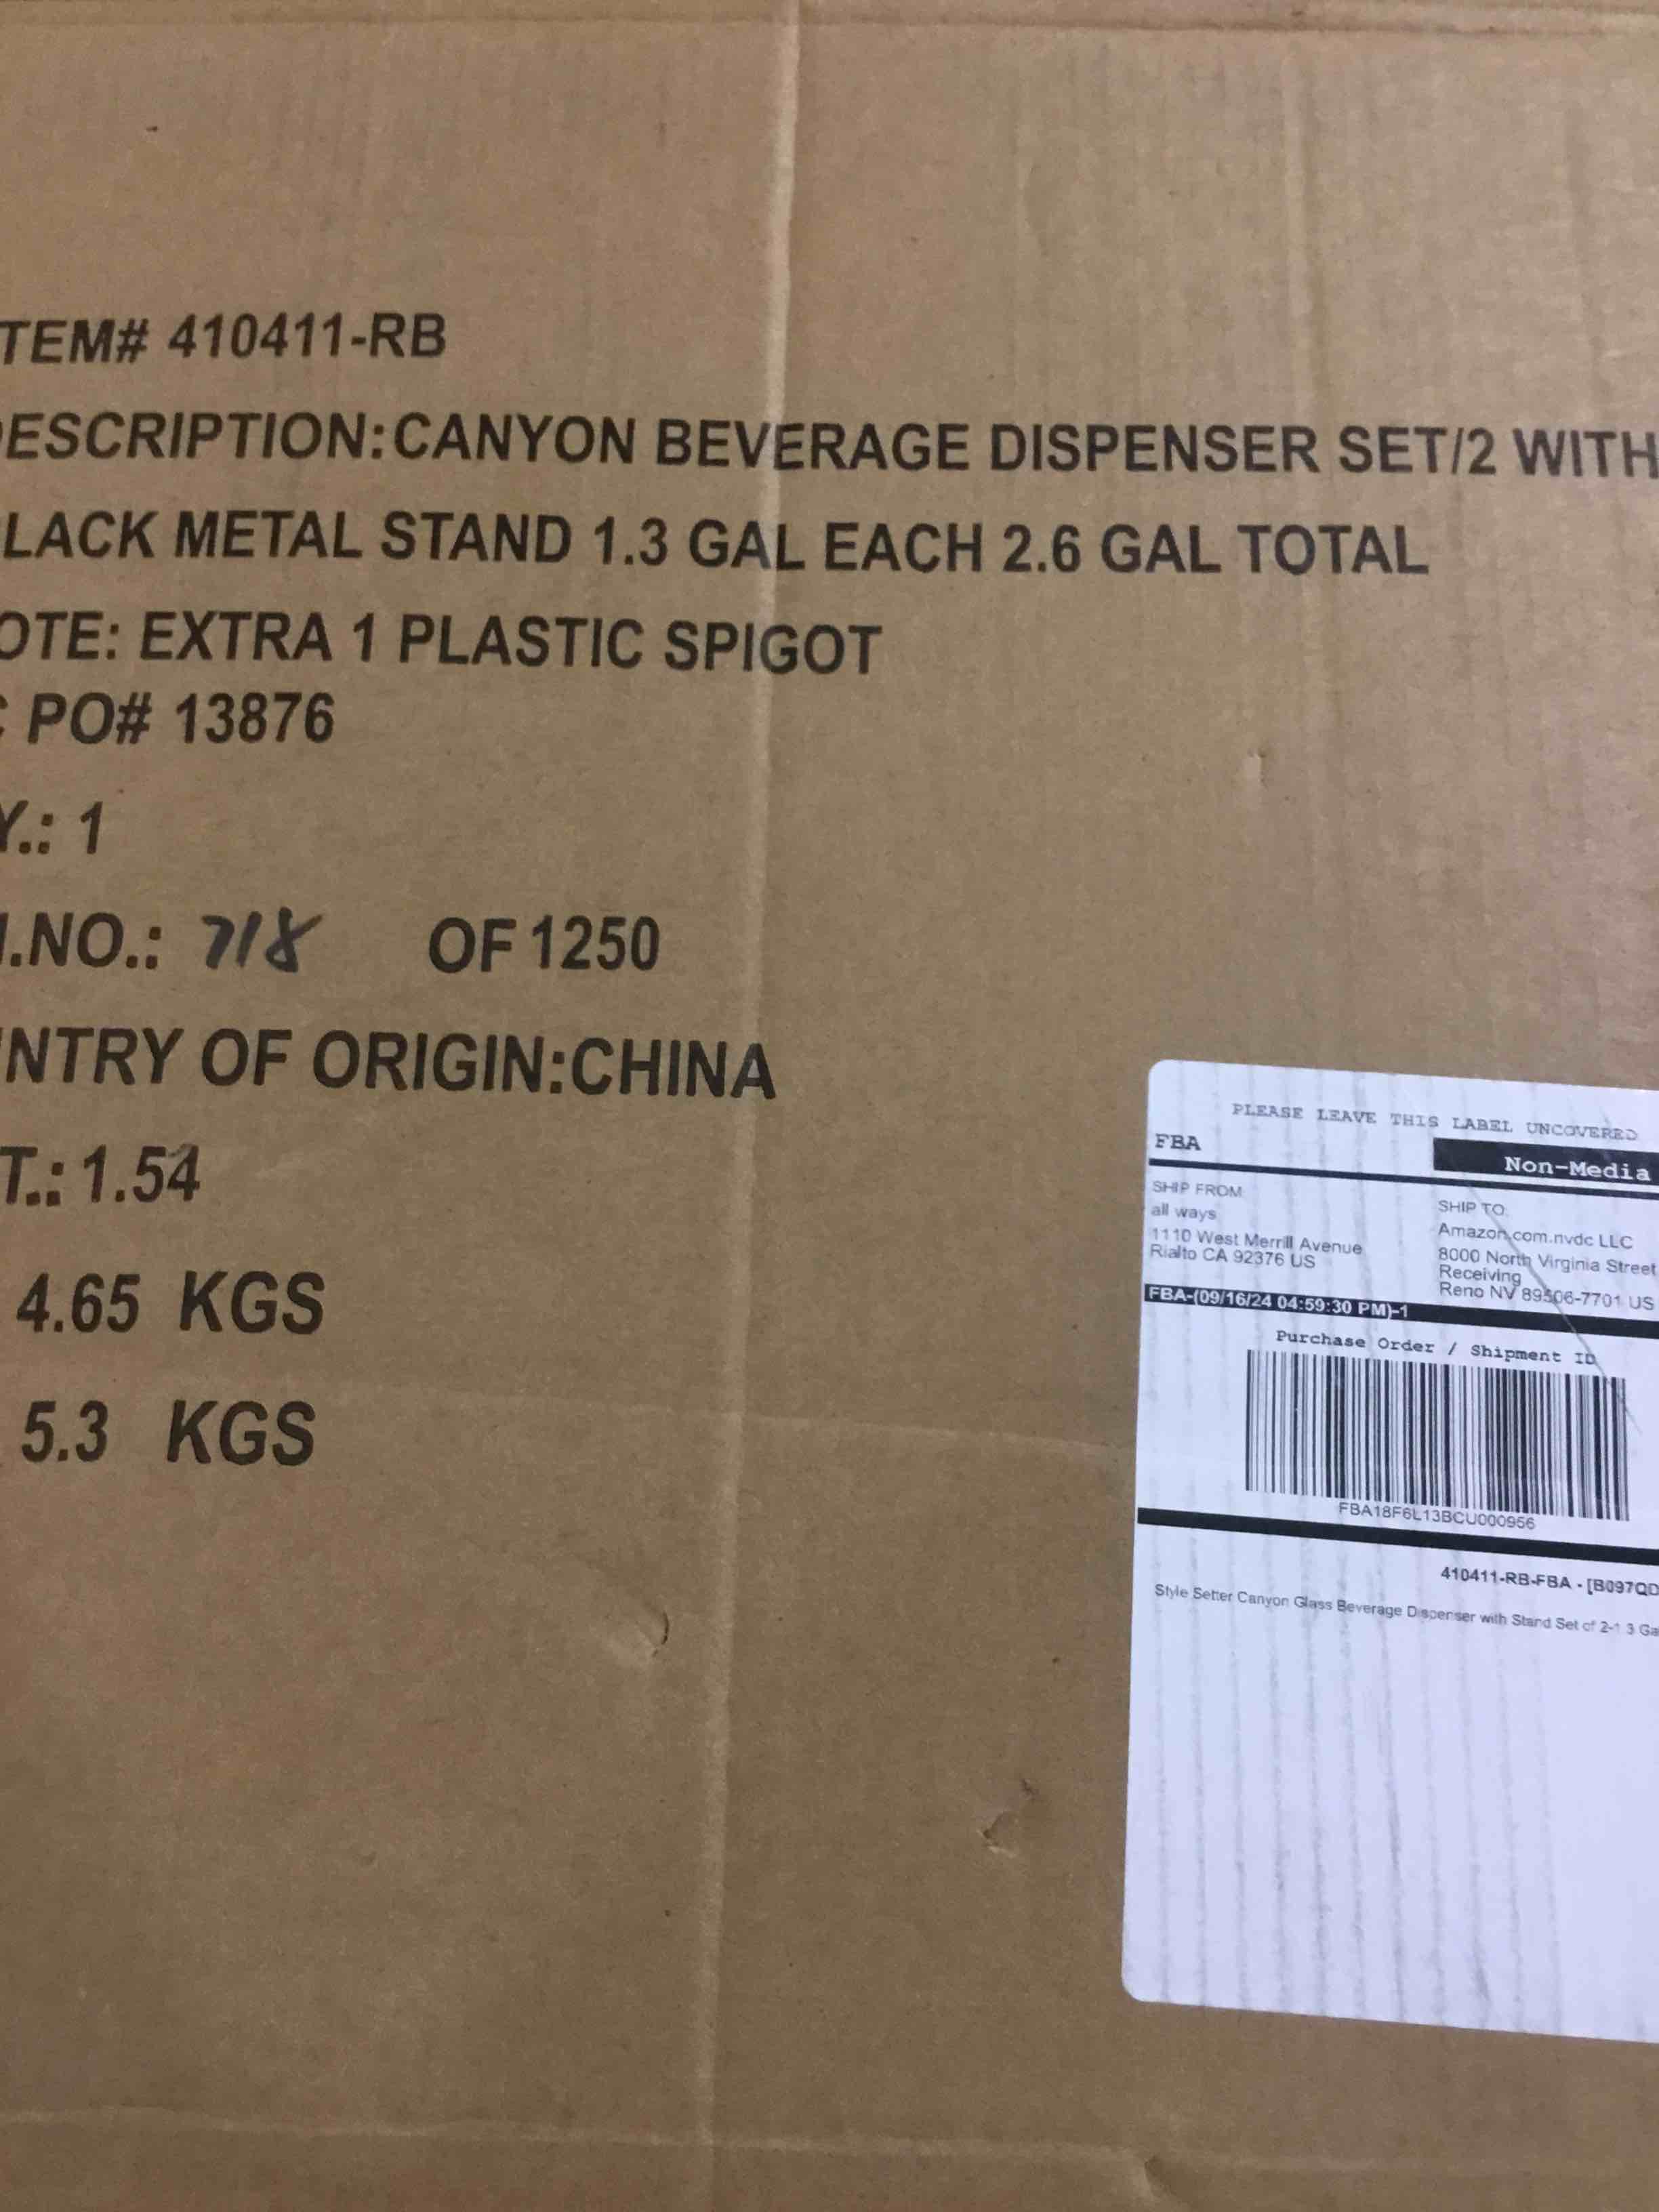 TEM# 410411-RB
DESCRIPTION:CANYON BEVERAGE DISPENSER SET/2 WITH
LACK METAL STAND 1.3 GAL EACH 2.6 GAL TOTAL
OTE: EXTRA 1 PLASTIC SPIGOT
C PO# 13876
Y.: 1
.NO.: 718 OF 1250
NTRY OF ORIGIN:CHINA
T.: 1.54
4.65 KGS
5.3 KGS
PLEASE LEAVE THIS LABEL UNCOVERED
FBA
Non-Media
SHIP FROM
all ways
1110 West Merrill Avenue
Rialto CA 92376 US
SHIP TO:
Amazon.com.nvdc LLC
8000 North Virginia Street
Receiving
Reno NV 89506-7701 US
FBA-(09/16/24 04:59:30 PM)-1
Purchase Order / Shipment ID
FBA18F6L13BCU000956
410411-RB-FBA - [B097QD
Style Setter Canyon Glass Beverage Dispenser with Stand Set of 2-1.3 Ga